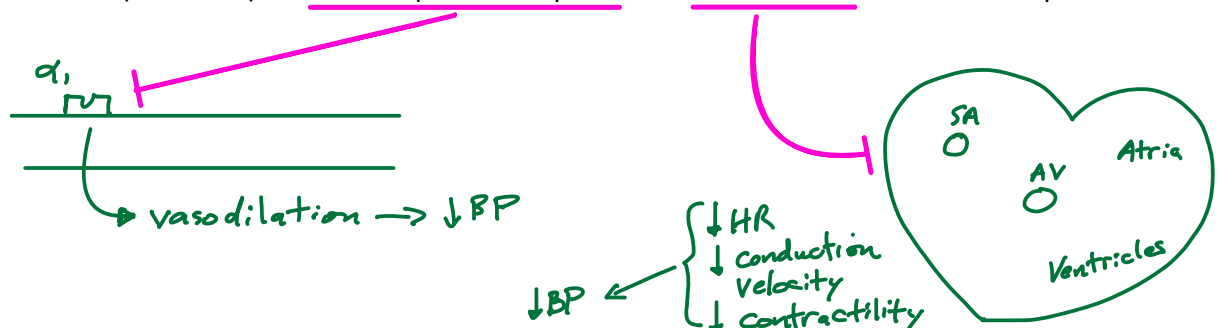 α₁
SA
AV
Atria
Ventricles
vasodilation → ↓BP
↓HR
↓conduction
velocity
↓contractility
↓BP